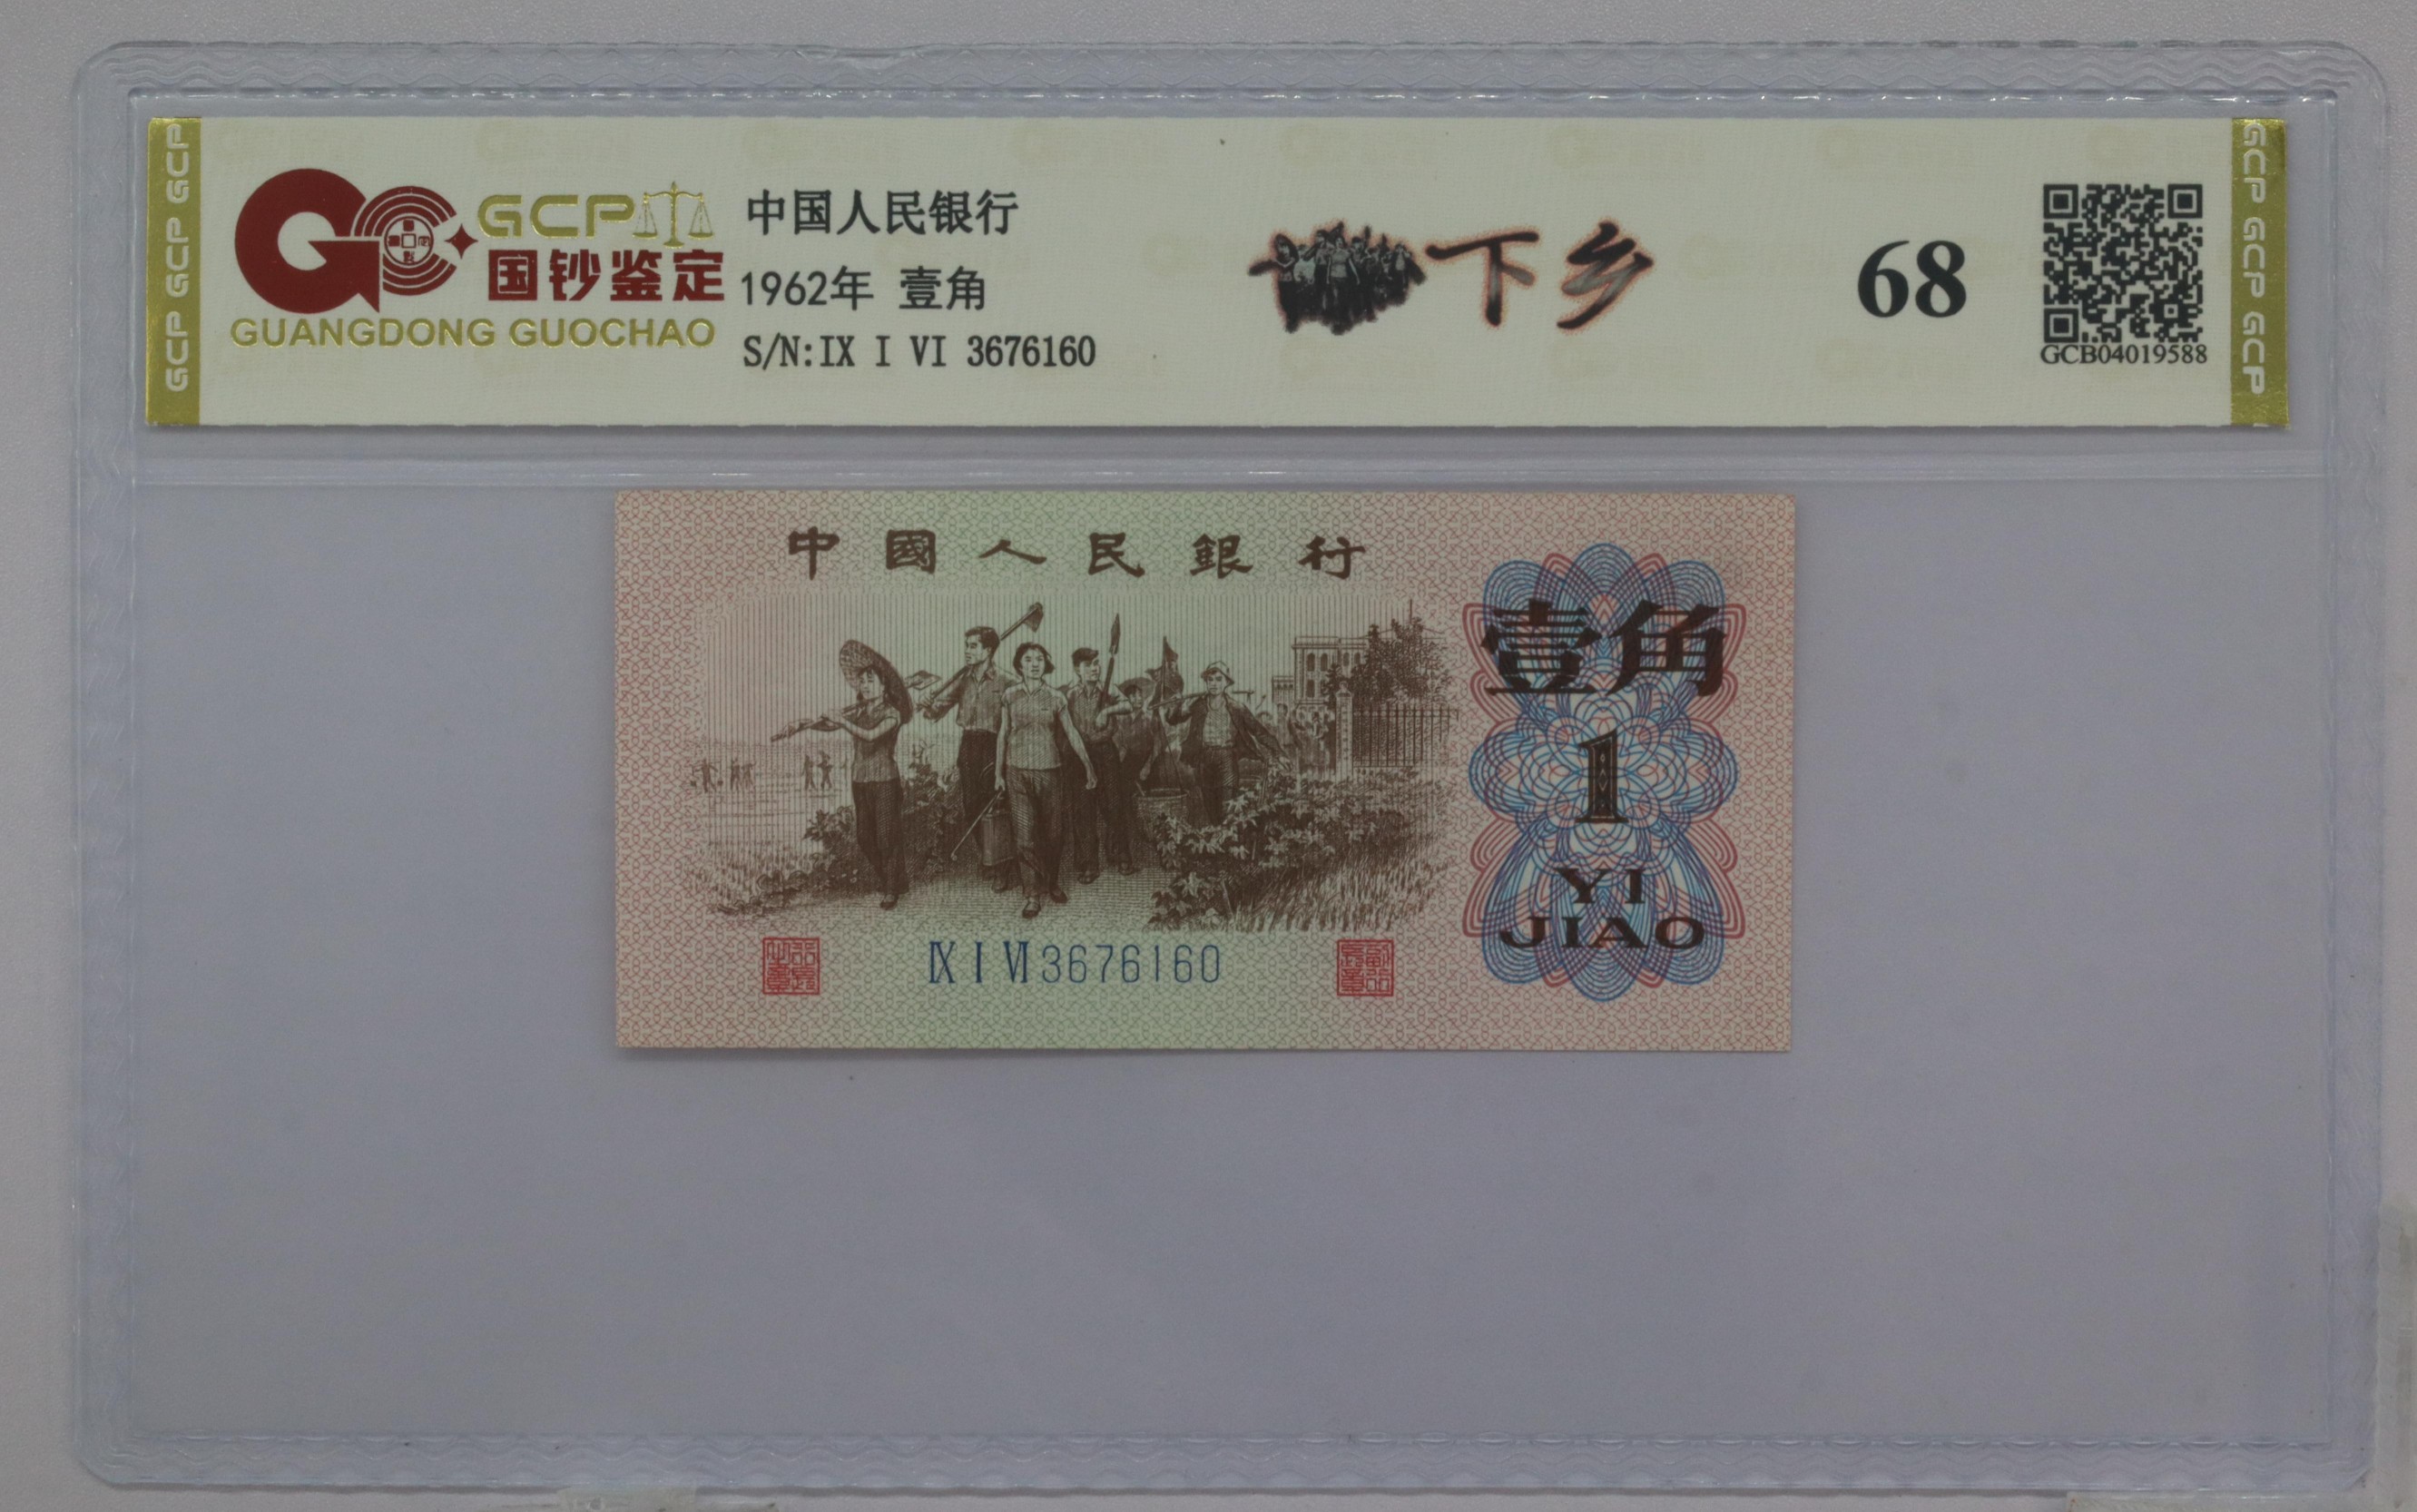 GCP GCP GCP
GCP
国钞鉴定
GUANGDONG GUOCHAO
中国人民银行
1962年 壹角
S/N:IX I VI 3676160
下乡
68
GCB04019588
GCP GCP GCP
中國人民銀行
壹角
1
YI
JIAO
IX I VI 3676160